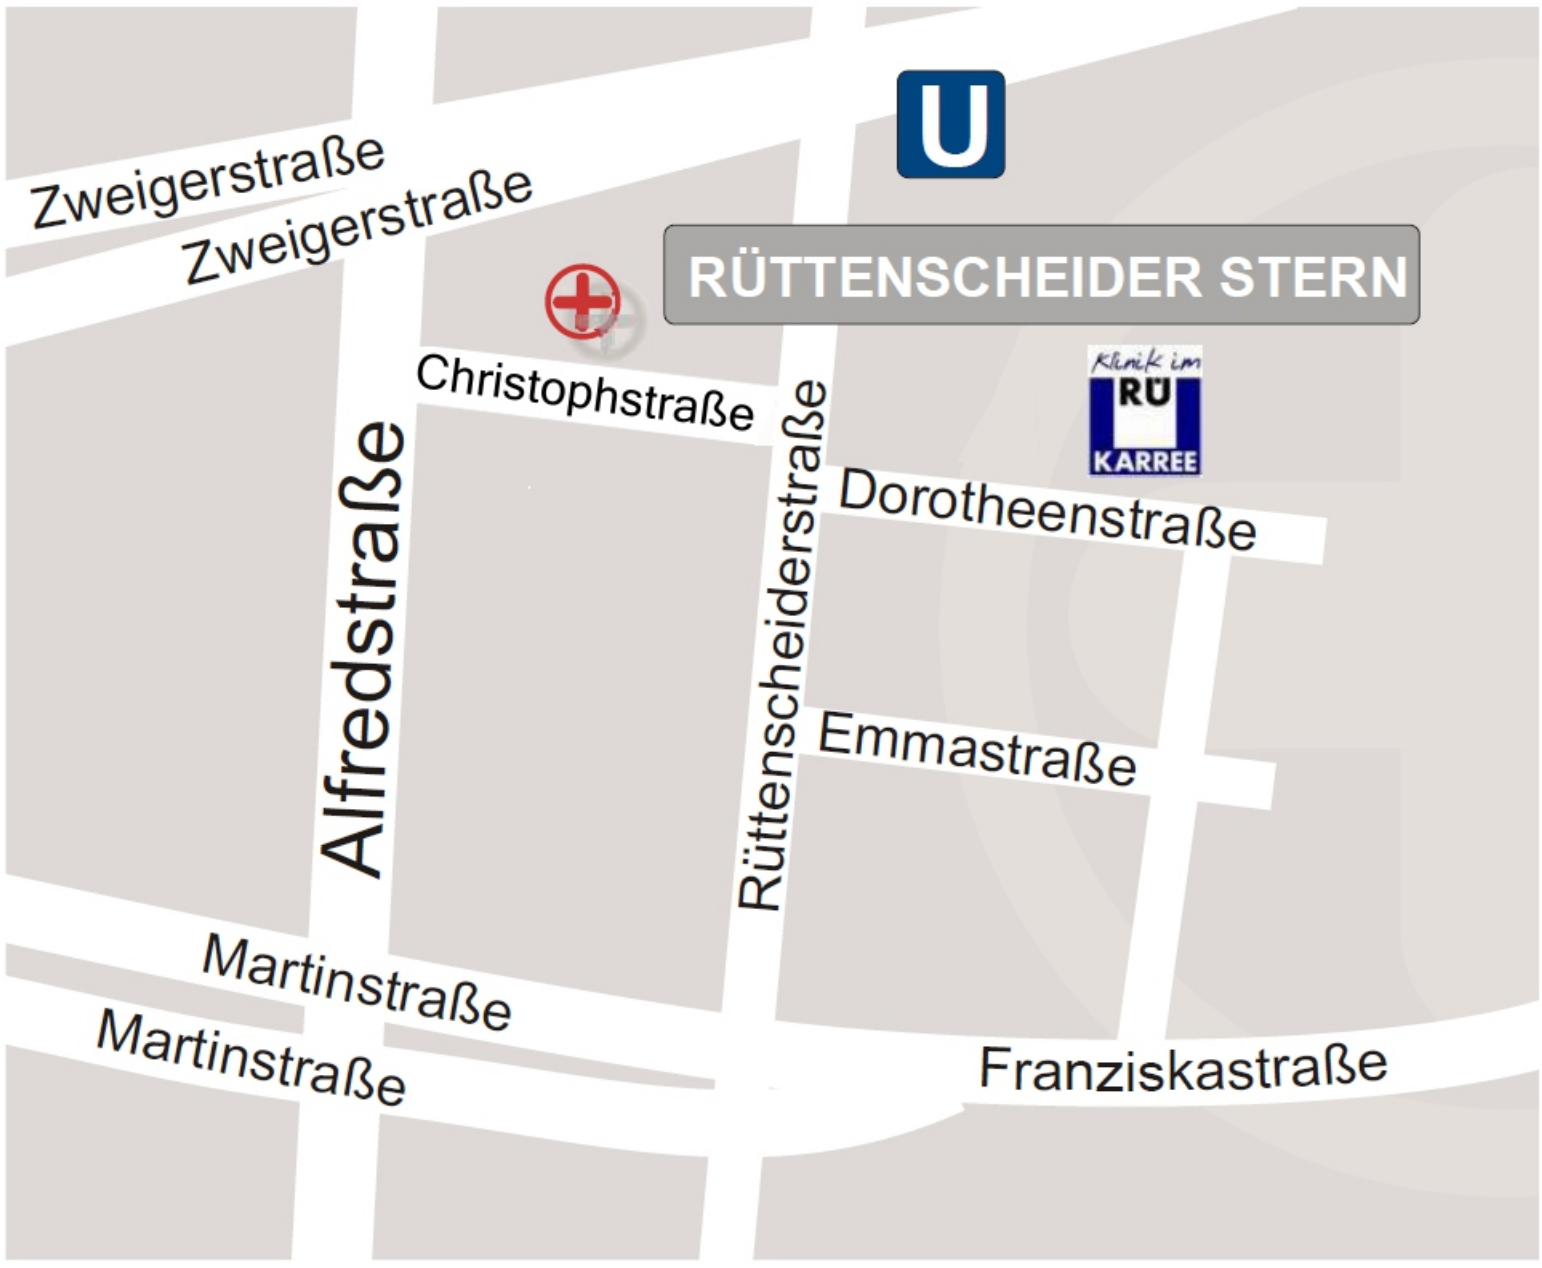 U
Zweigerstraße
Zweigerstraße
RÜTTENSCHEIDER STERN
Christophstraße
Klinik im
RÜ
KARREE
Rüttenscheiderstraße
Alfredstraße
Dorotheenstraße
Emmastraße
Martinstraße
Martinstraße
Franziskastraße